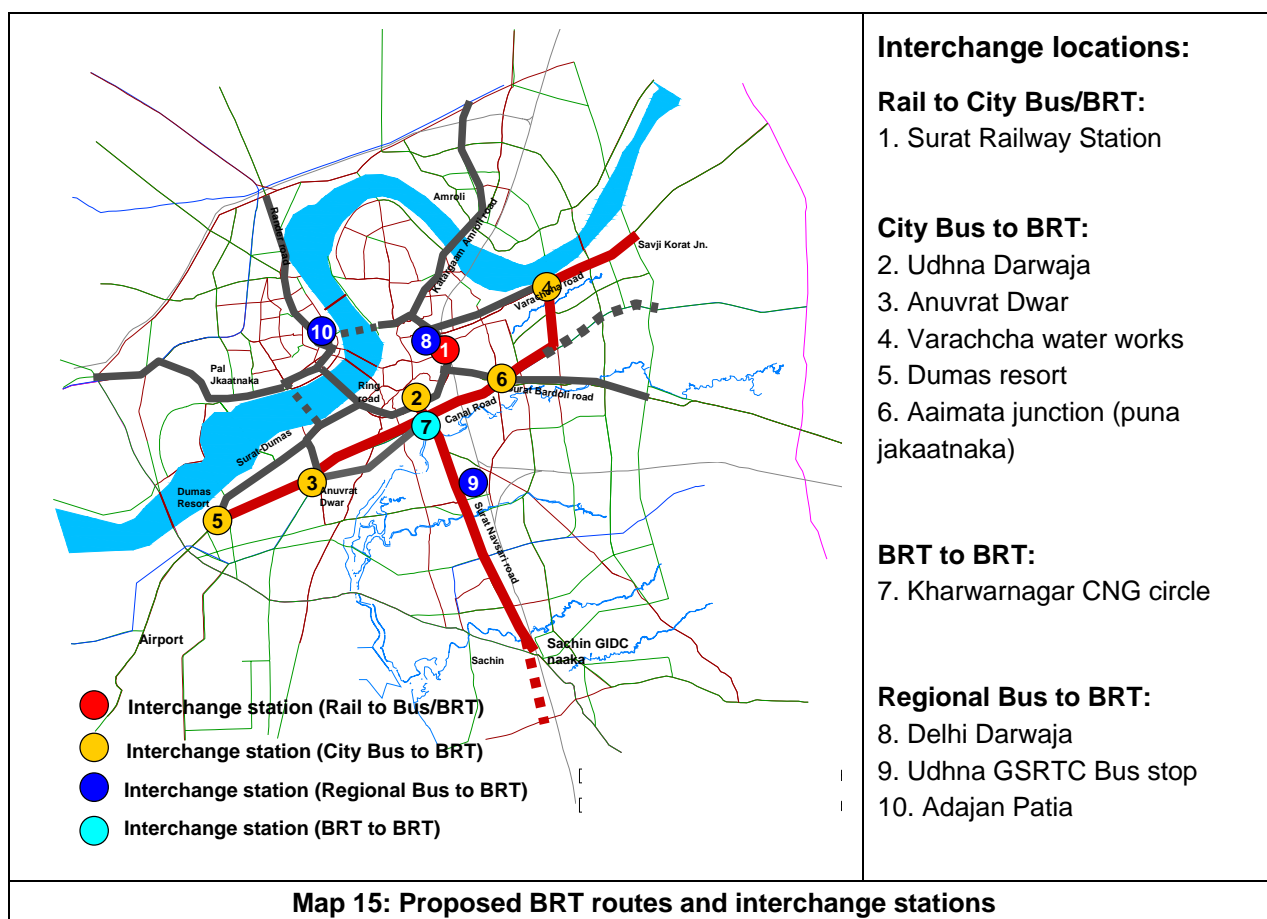 Amroli
Rander road
Katargaam Amroli road
Savji Korat Jn.
4
Varachcha road
10
8
1
Pal
Jkaatnaka
Ring
road
6
Surat Bardoli road
2
Canal Road
7
Surat-Dumas
3
Anuvrat
Dwar
9
Dumas
Resort
5
Surat Navsari road
Airport
Sachin
Sachin GIDC
naaka
Interchange station (Rail to Bus/BRT)
Interchange station (City Bus to BRT)
Interchange station (Regional Bus to BRT)
Interchange station (BRT to BRT)
Interchange locations:
Rail to City Bus/BRT:
1. Surat Railway Station
City Bus to BRT:
2. Udhna Darwaja
3. Anuvrat Dwar
4. Varachcha water works
5. Dumas resort
6. Aaimata junction (puna
jakaatnaka)
BRT to BRT:
7. Kharwarnagar CNG circle
Regional Bus to BRT:
8. Delhi Darwaja
9. Udhna GSRTC Bus stop
10. Adajan Patia
Map 15: Proposed BRT routes and interchange stations